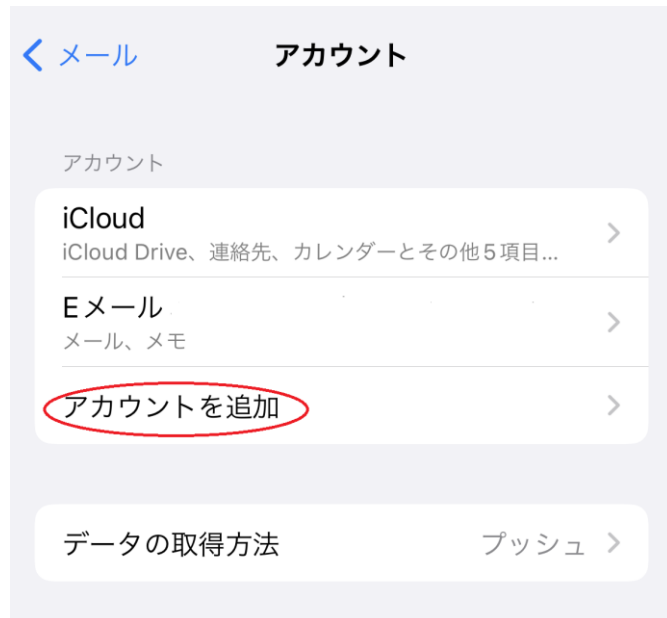 メール
アカウント
アカウント
iCloud
iCloud Drive、連絡先、カレンダーとその他5項目...
Eメール
メール、メモ
アカウントを追加
データの取得方法 プッシュ